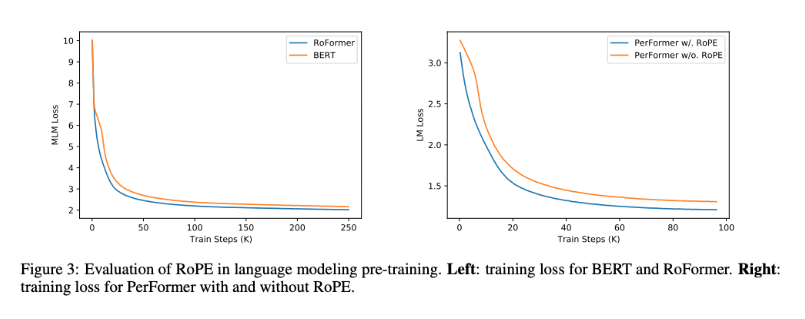 10
9
8
7
6
5
4
3
2
MLM Loss
0
50
100
150
200
250
Train Steps (K)
RoFormer
BERT
3.0
2.5
2.0
1.5
LM Loss
0
20
40
60
80
100
Train Steps (K)
PerFormer w/. RoPE
PerFormer w/o. RoPE
Figure 3: Evaluation of RoPE in language modeling pre-training. Left: training loss for BERT and RoFormer. Right:
training loss for PerFormer with and without RoPE.